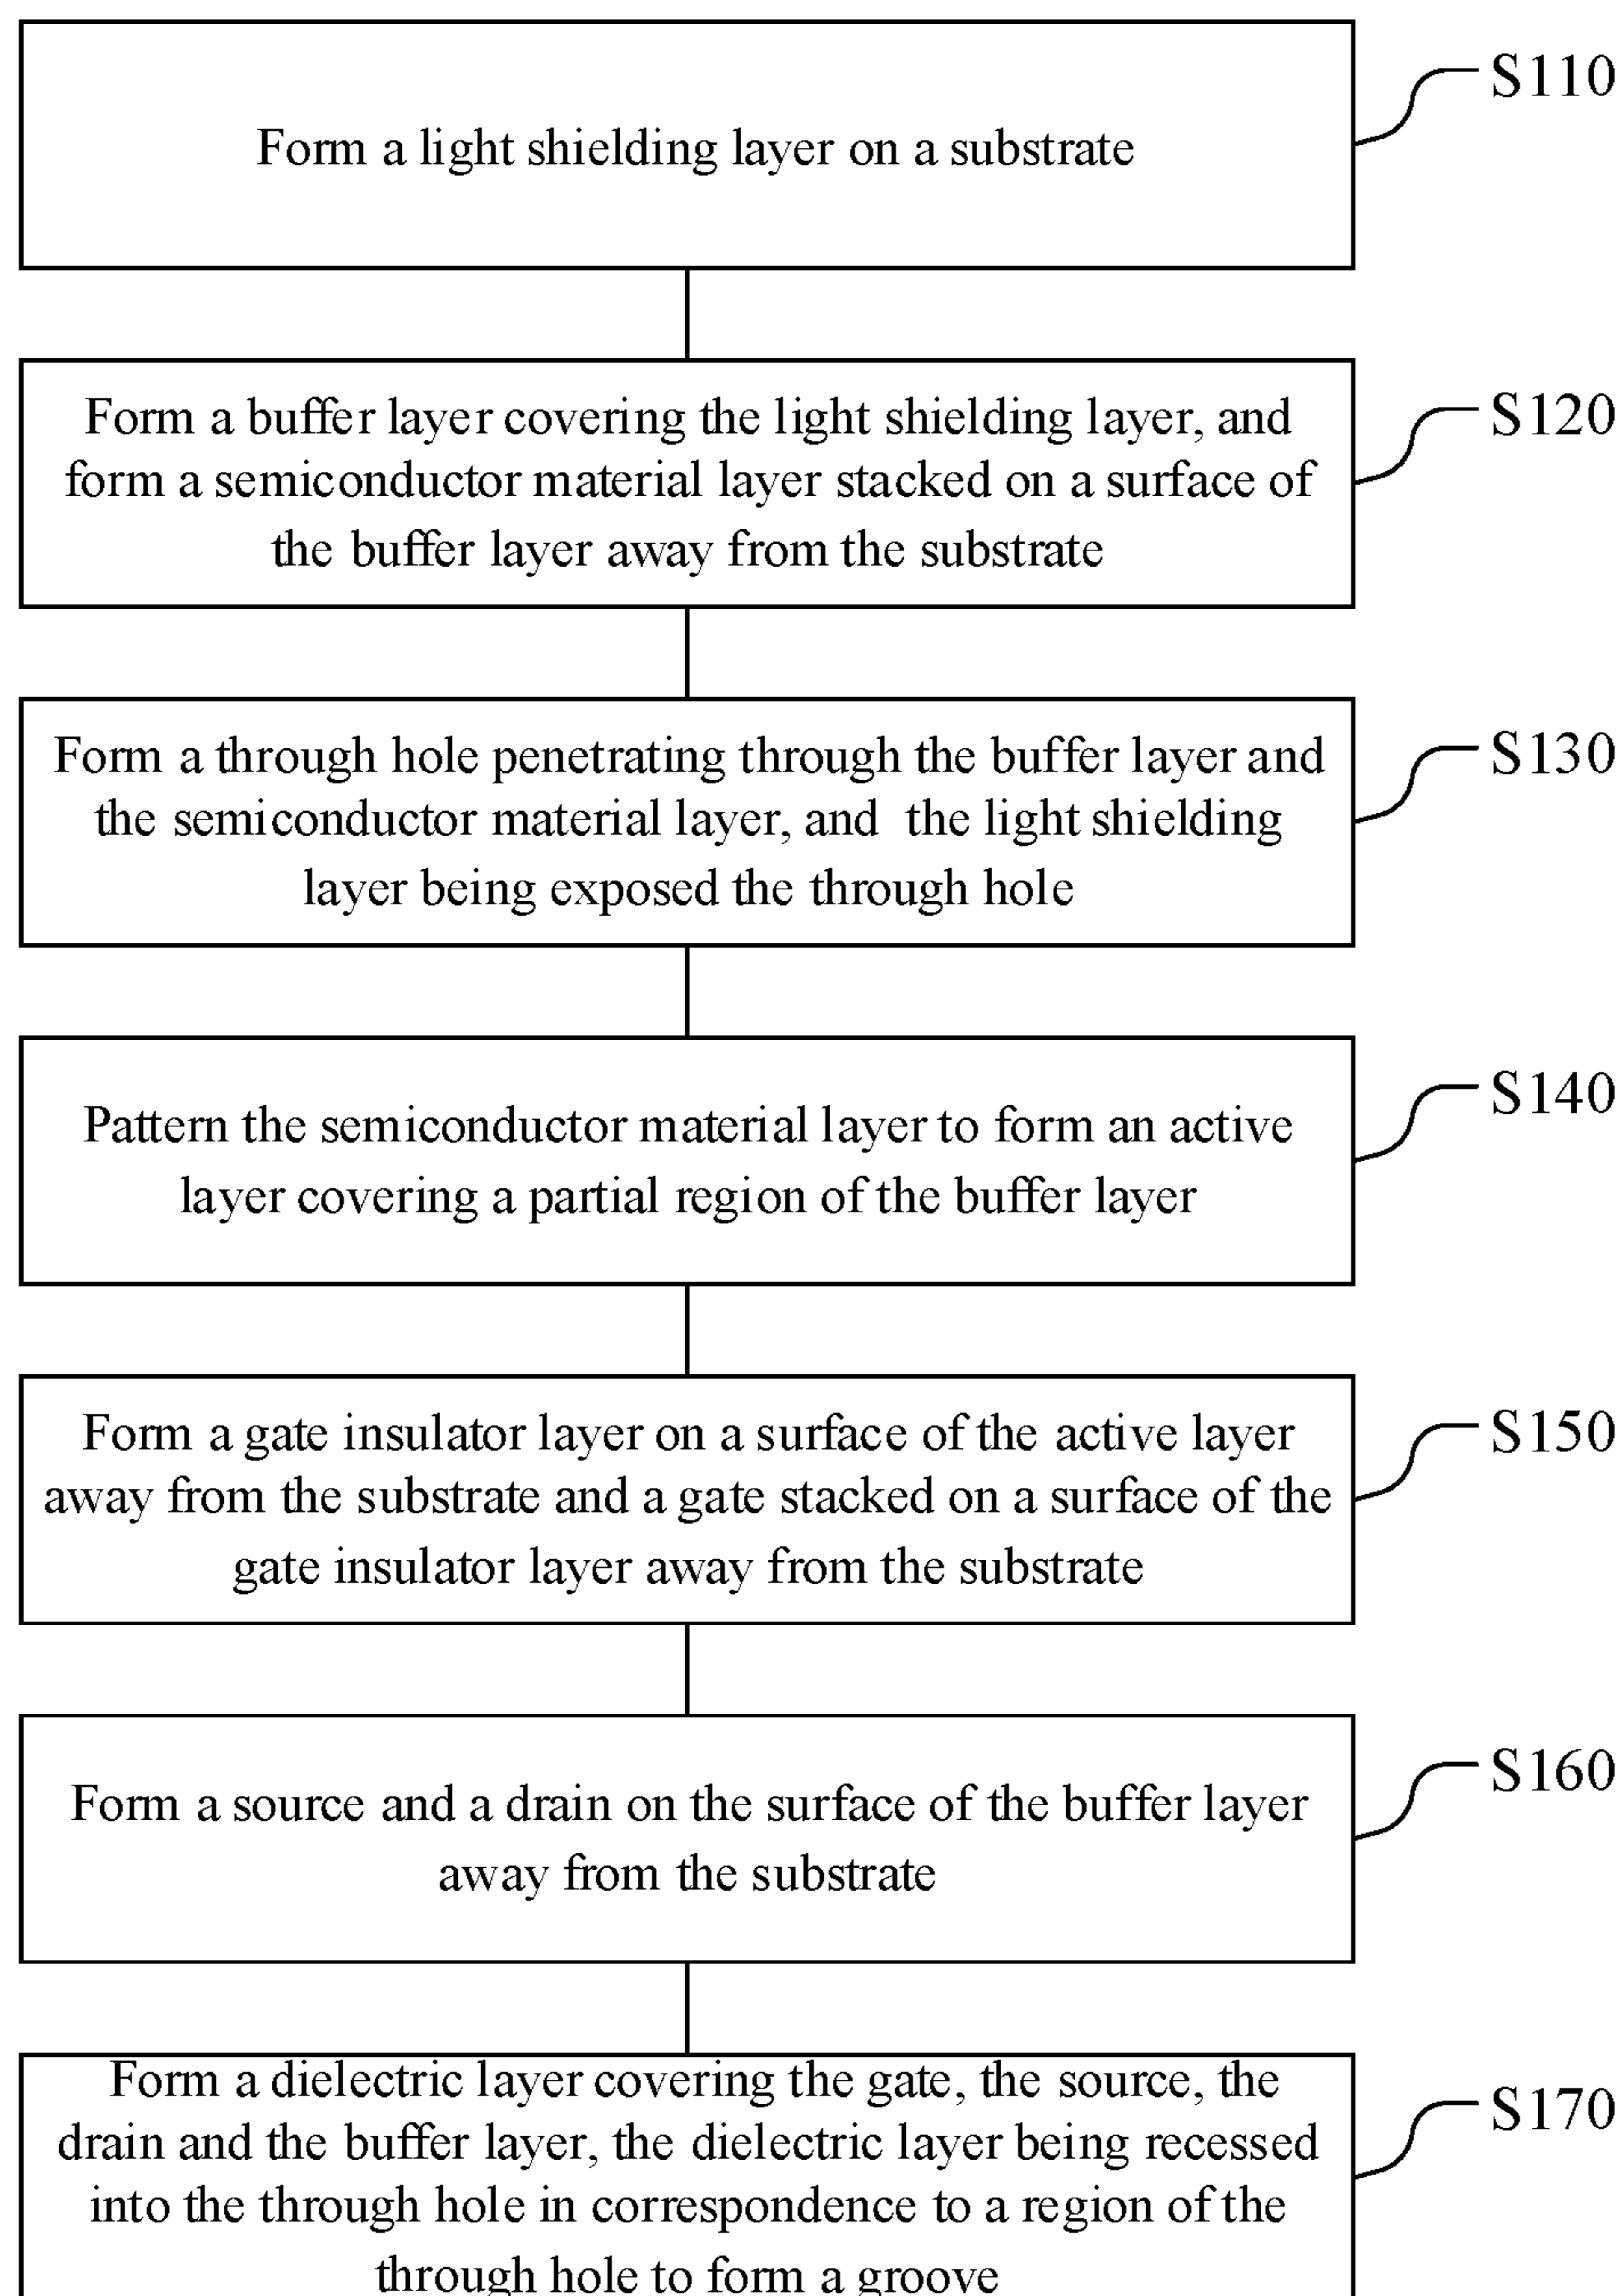 S110
Form a light shielding layer on a substrate
S120
Form a buffer layer covering the light shielding layer, and
form a semiconductor material layer stacked on a surface of
the buffer layer away from the substrate
S130
Form a through hole penetrating through the buffer layer and
the semiconductor material layer, and the light shielding
layer being exposed the through hole
S140
Pattern the semiconductor material layer to form an active
layer covering a partial region of the buffer layer
S150
Form a gate insulator layer on a surface of the active layer
away from the substrate and a gate stacked on a surface of the
gate insulator layer away from the substrate
S160
Form a source and a drain on the surface of the buffer layer
away from the substrate
S170
Form a dielectric layer covering the gate, the source, the
drain and the buffer layer, the dielectric layer being recessed
into the through hole in correspondence to a region of the
through hole to form a groove